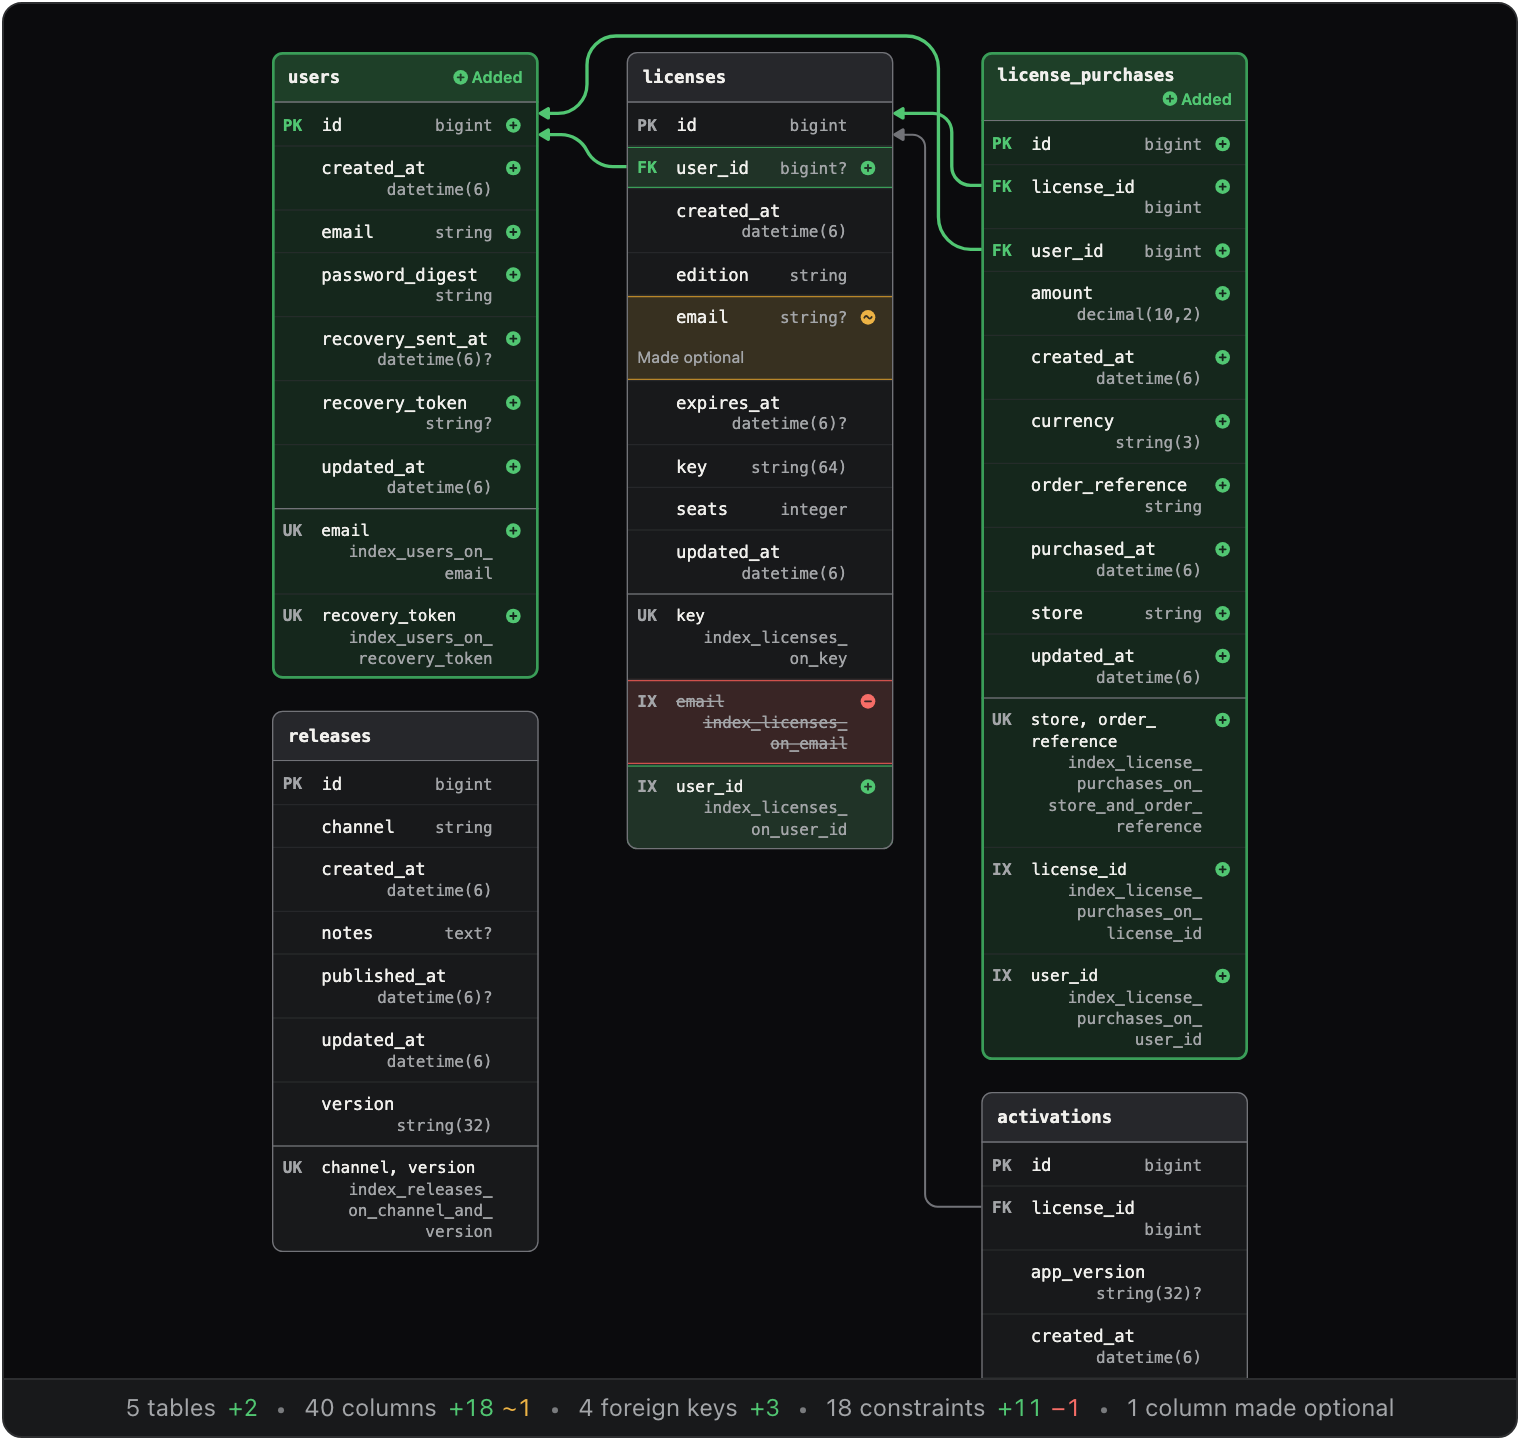 users Added
PK id bigint
created_at
datetime(6)
email string
password_digest
string
recovery_sent_at
datetime(6)?
recovery_token
string?
updated_at
datetime(6)
UK email
index_users_on_
email
UK recovery_token
index_users_on_
recovery_token
releases
PK id bigint
channel string
created_at
datetime(6)
notes text?
published_at
datetime(6)?
updated_at
datetime(6)
version
string(32)
UK channel, version
index_releases_
on_channel_and_
version
licenses
PK id bigint
FK user_id bigint?
created_at
datetime(6)
edition string
email string?
Made optional
expires_at
datetime(6)?
key string(64)
seats integer
updated_at
datetime(6)
UK key
index_licenses_
on_key
IX email
index_licenses_
on_email
IX user_id
index_licenses_
on_user_id
license_purchases
Added
PK id bigint
FK license_id
bigint
FK user_id bigint
amount
decimal(10,2)
created_at
datetime(6)
currency
string(3)
order_reference
string
purchased_at
datetime(6)
store string
updated_at
datetime(6)
UK store, order_
reference
index_license_
purchases_on_
store_and_order_
reference
IX license_id
index_license_
purchases_on_
license_id
IX user_id
index_license_
purchases_on_
user_id
activations
PK id bigint
FK license_id
bigint
app_version
string(32)?
created_at
datetime(6)
5 tables +2 • 40 columns +18 ~1 • 4 foreign keys +3 • 18 constraints +11 −1 • 1 column made optional